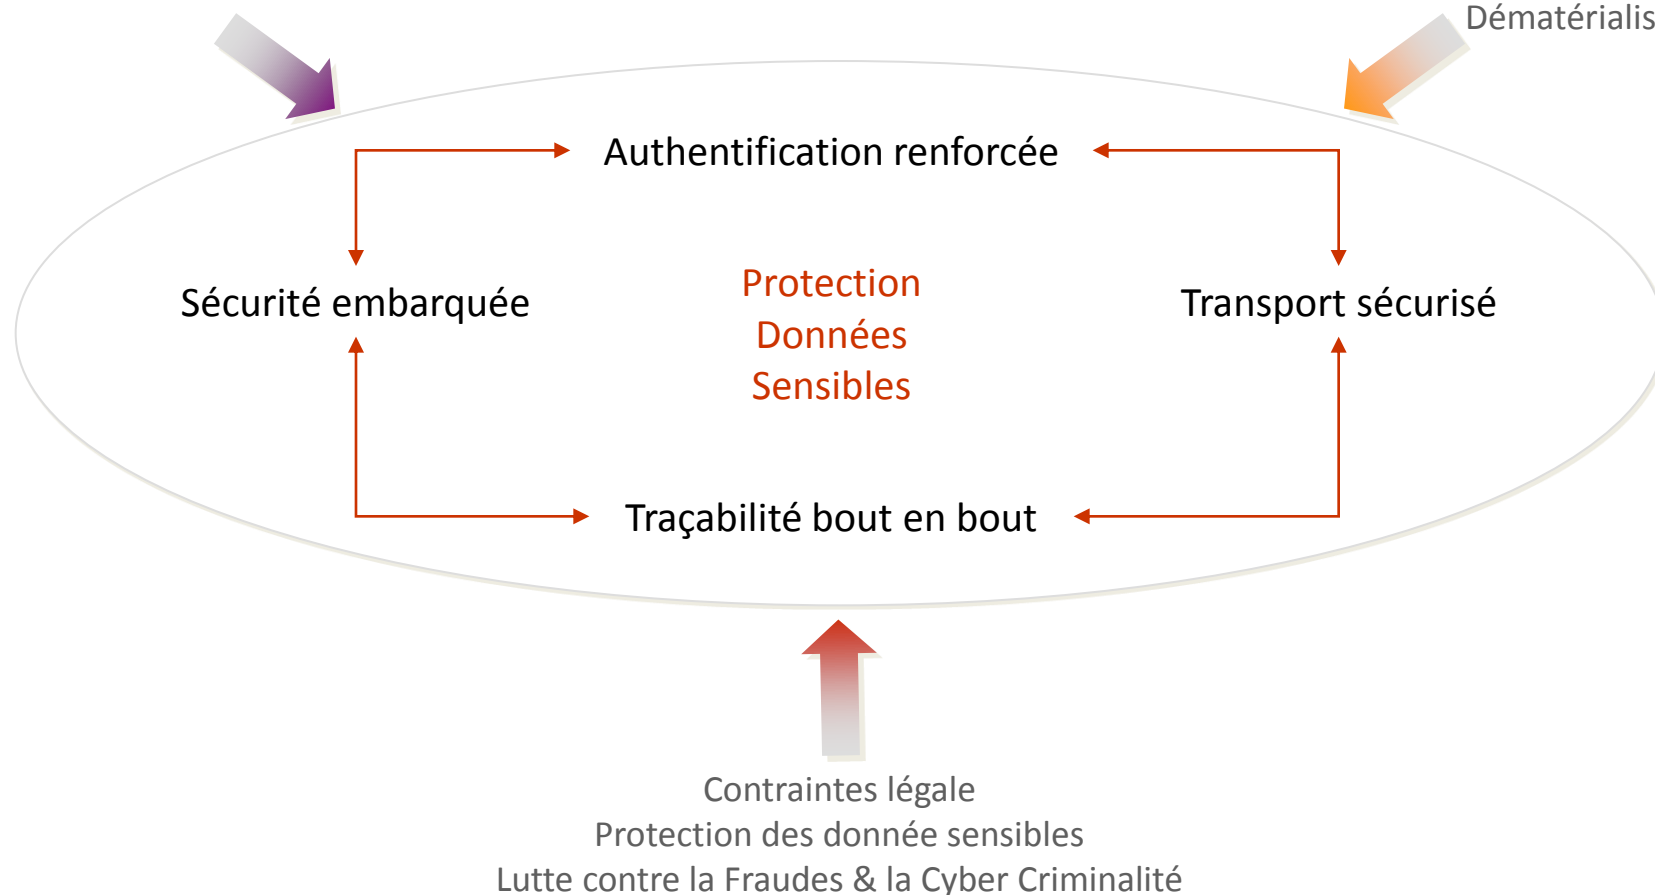 Dématérialis
Authentification renforcée
Sécurité embarquée
Protection
Données
Sensibles
Transport sécurisé
Traçabilité bout en bout
Contraintes légale
Protection des donnée sensibles
Lutte contre la Fraudes & la Cyber Criminalité